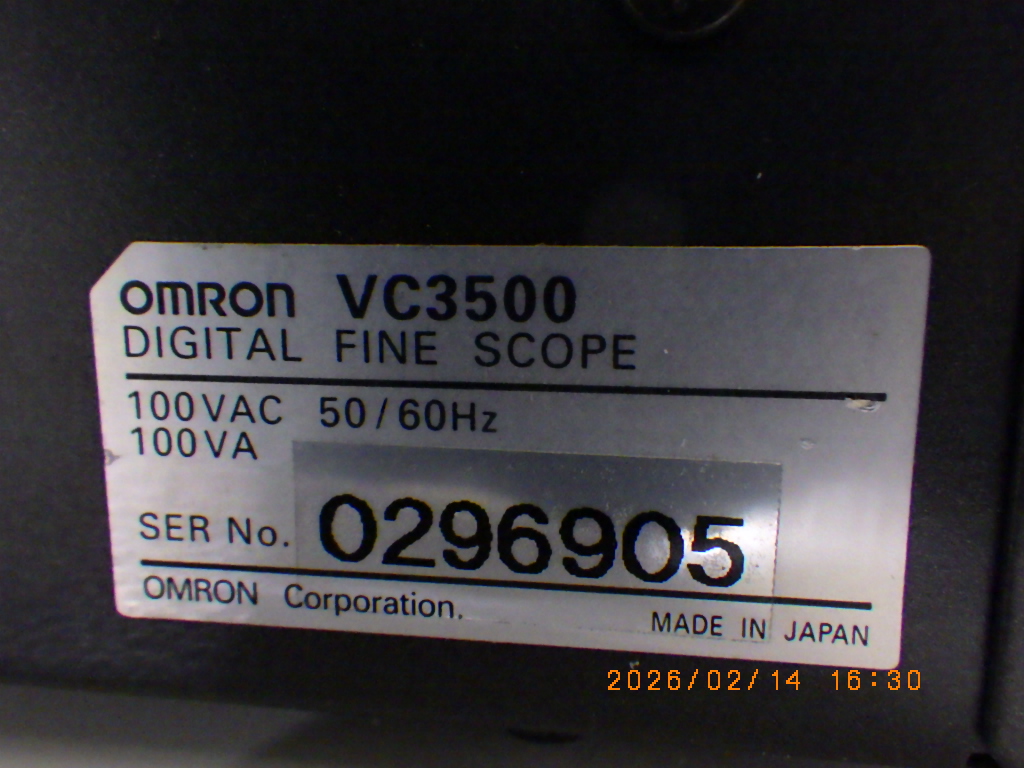 OMRON VC3500
DIGITAL FINE SCOPE
100VAC 50/60Hz
100VA
SER No. 0296905
OMRON Corporation.
MADE IN JAPAN
2026/02/14 16:30